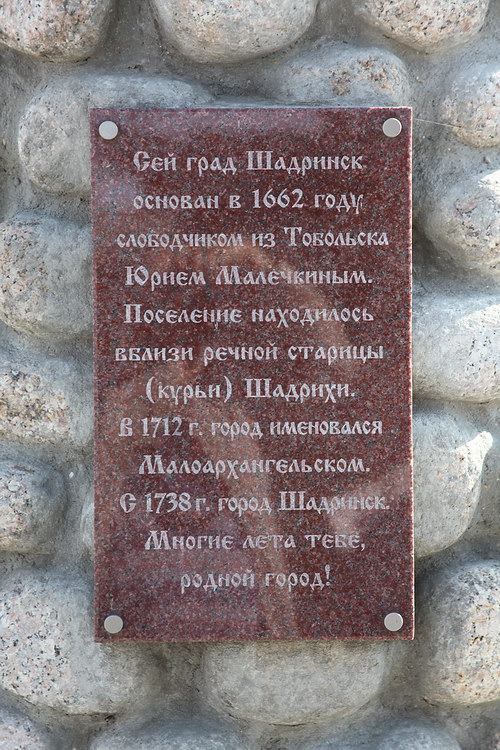 Сей град Шадринск
основан в 1662 году
слободчиком из Тобольска
Юрием Малечкиным.
Поселение находилось
вблизи речной старицы
(курьи) Шадрихи.
В 1712 г. город именовался
Малоархангельском.
С 1738 г. город Шадринск.
Многие лета тебе,
родной город!